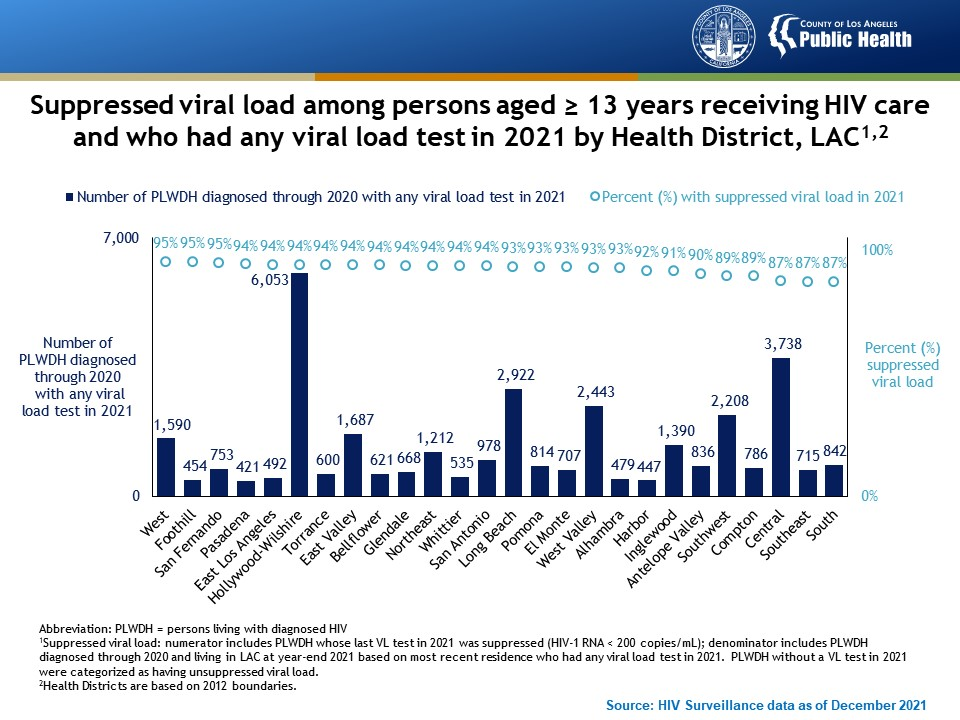 COUNTY OF LOS ANGELES
Public Health
COUNTY OF LOS ANGELES
CALIFORNIA
Suppressed viral load among persons aged ≥ 13 years receiving HIV care
and who had any viral load test in 2021 by Health District, LAC1,2
Number of PLWDH diagnosed through 2020 with any viral load test in 2021
Percent (%) with suppressed viral load in 2021
7,000
0
Number of
PLWDH diagnosed
through 2020
with any viral
load test in 2021
95% 95% 95% 94% 94% 94% 94% 94% 94% 94% 94% 94% 94% 93% 93% 93% 93% 93% 92% 91% 90% 89% 89% 87% 87% 87%
1,590
454
753
421
492
6,053
600
1,687
621
668
1,212
535
978
2,922
814
707
2,443
479
447
1,390
836
2,208
786
3,738
715
842
100%
0%
Percent (%)
suppressed
viral load
West
Foothill
San Fernando
Pasadena
East Los Angeles
Hollywood-Wilshire
Torrance
East Valley
Bellflower
Glendale
Northeast
Whittier
San Antonio
Long Beach
Pomona
El Monte
West Valley
Alhambra
Harbor
Inglewood
Antelope Valley
Southwest
Compton
Central
Southeast
South
Abbreviation: PLWDH = persons living with diagnosed HIV
1Suppressed viral load: numerator includes PLWDH whose last VL test in 2021 was suppressed (HIV-1 RNA < 200 copies/mL); denominator includes PLWDH
diagnosed through 2020 and living in LAC at year-end 2021 based on most recent residence who had any viral load test in 2021. PLWDH without a VL test in 2021
were categorized as having unsuppressed viral load.
2Health Districts are based on 2012 boundaries.
Source: HIV Surveillance data as of December 2021